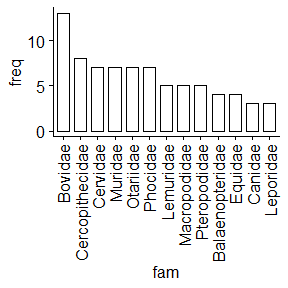 freq
10
5
0
Bovidae
Cercopithecidae
Cervidae
Muridae
Otariidae
Phocidae
Lemuridae
Macropodidae
Pteropodidae
Balaenopteridae
Equidae
Canidae
Leporidae
fam